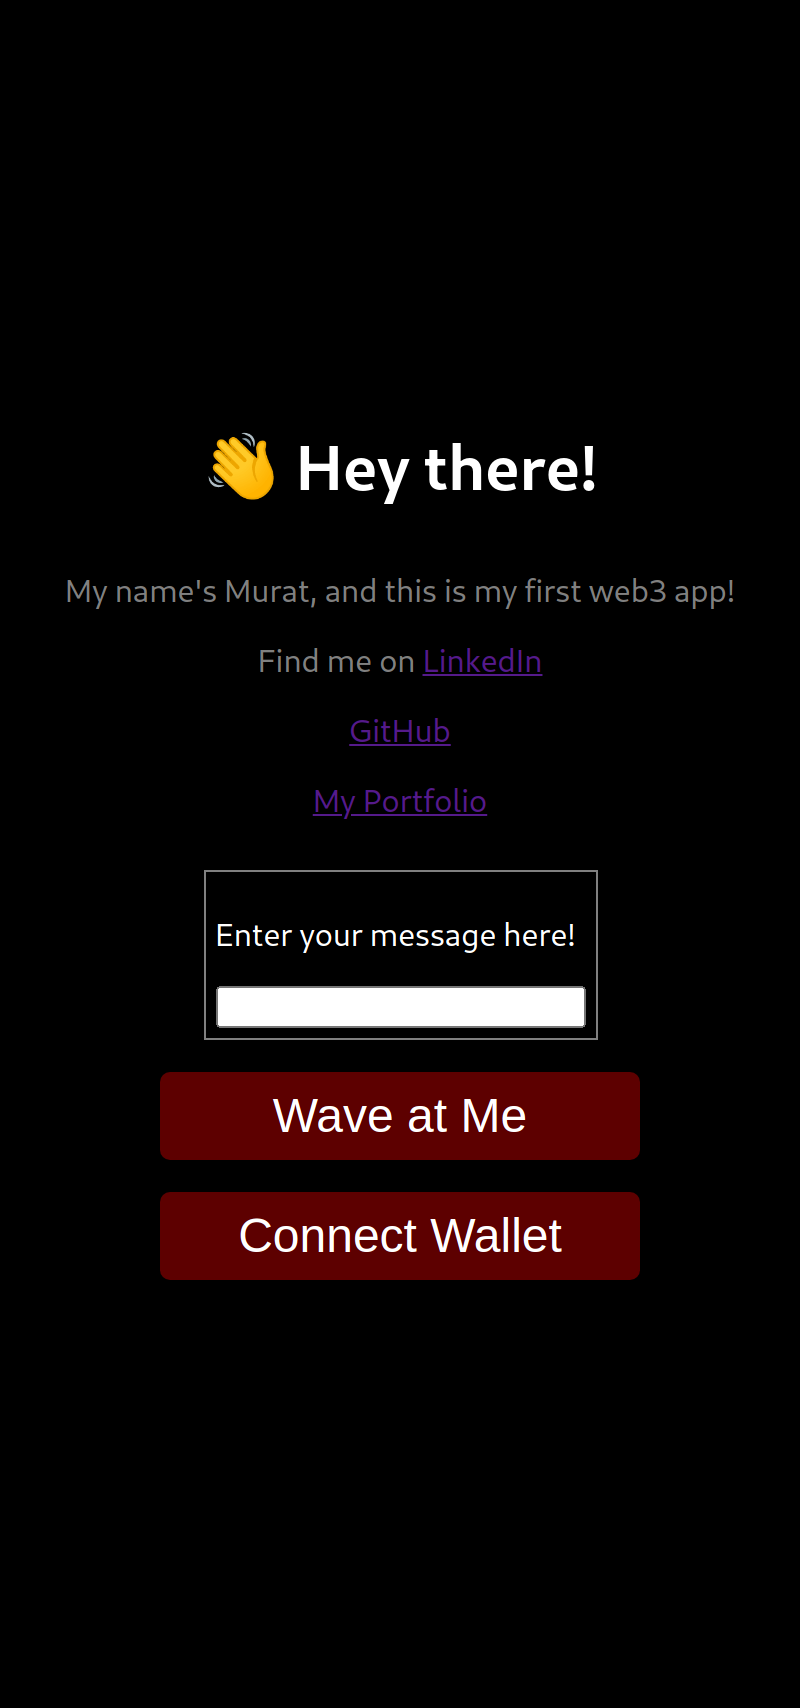 👋 Hey there!
My name's Murat, and this is my first web3 app!
Find me on LinkedIn
GitHub
My Portfolio
Enter your message here!
Wave at Me
Connect Wallet